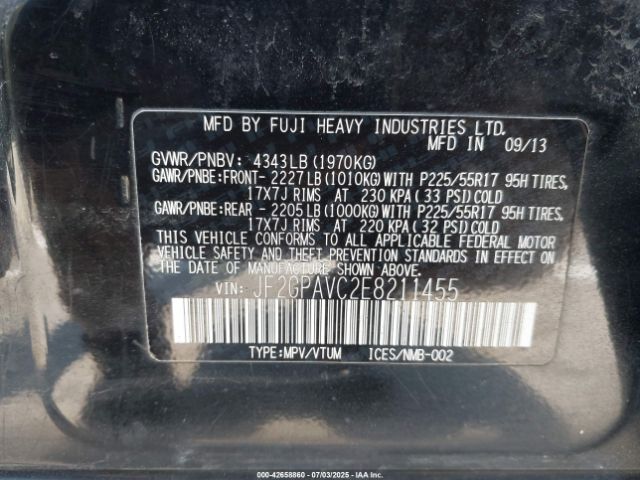 MFD BY FUJI HEAVY INDUSTRIES LTD.
MFD IN 09/13
GVWR/PNBV: 4343LB(1970KG)
GAWR/PNBE:FRONT- 2227LB(1010KG)WITH P225/55R17 95H TIRES,
17X7J RIMS AT 230 KPA(33 PSI)COLD
GAWR/PNBE:REAR - 2205LB(1000KG)WITH P225/55R17 95H TIRES,
17X7J RIMS AT 220 KPA(32 PSI)COLD
THIS VEHICLE CONFORMS TO ALL APPLICABLE FEDERAL MOTOR
VEHICLE SAFETY AND THEFT PREVENTION STANDARDS IN EFFECT
ON THE DATE OF MANUFACTURE SHOWN ABOVE.
VIN: JF2GPAVC2E8211455
TYPE:MPV/VTUM ICES/NMB-002
000-42658860 - 07/03/2025 - IAA Inc.